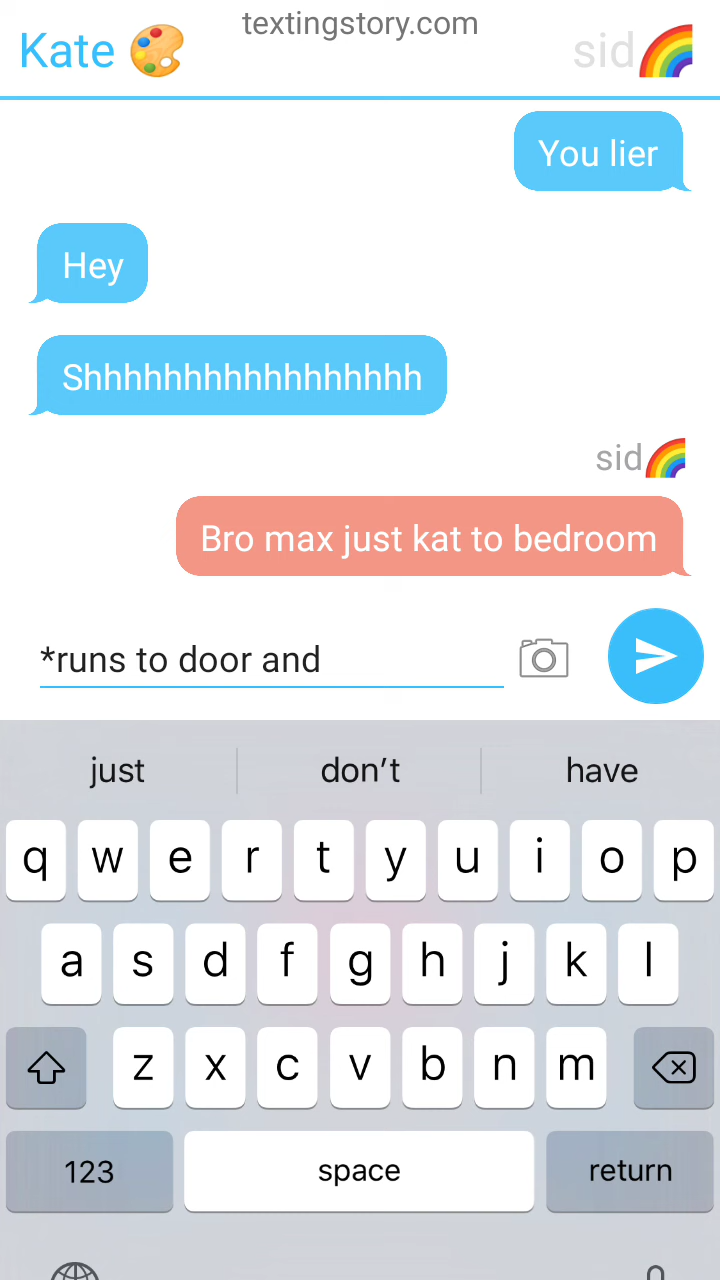 textingstory.com
Kate 🎨 sid🌈
You lier
Hey
Shhhhhhhhhhhhhhhhh
sid🌈
Bro max just kat to bedroom
*runs to door and
just don't have
q w e r t y u i o p
a s d f g h j k l
z x c v b n m
123 space return